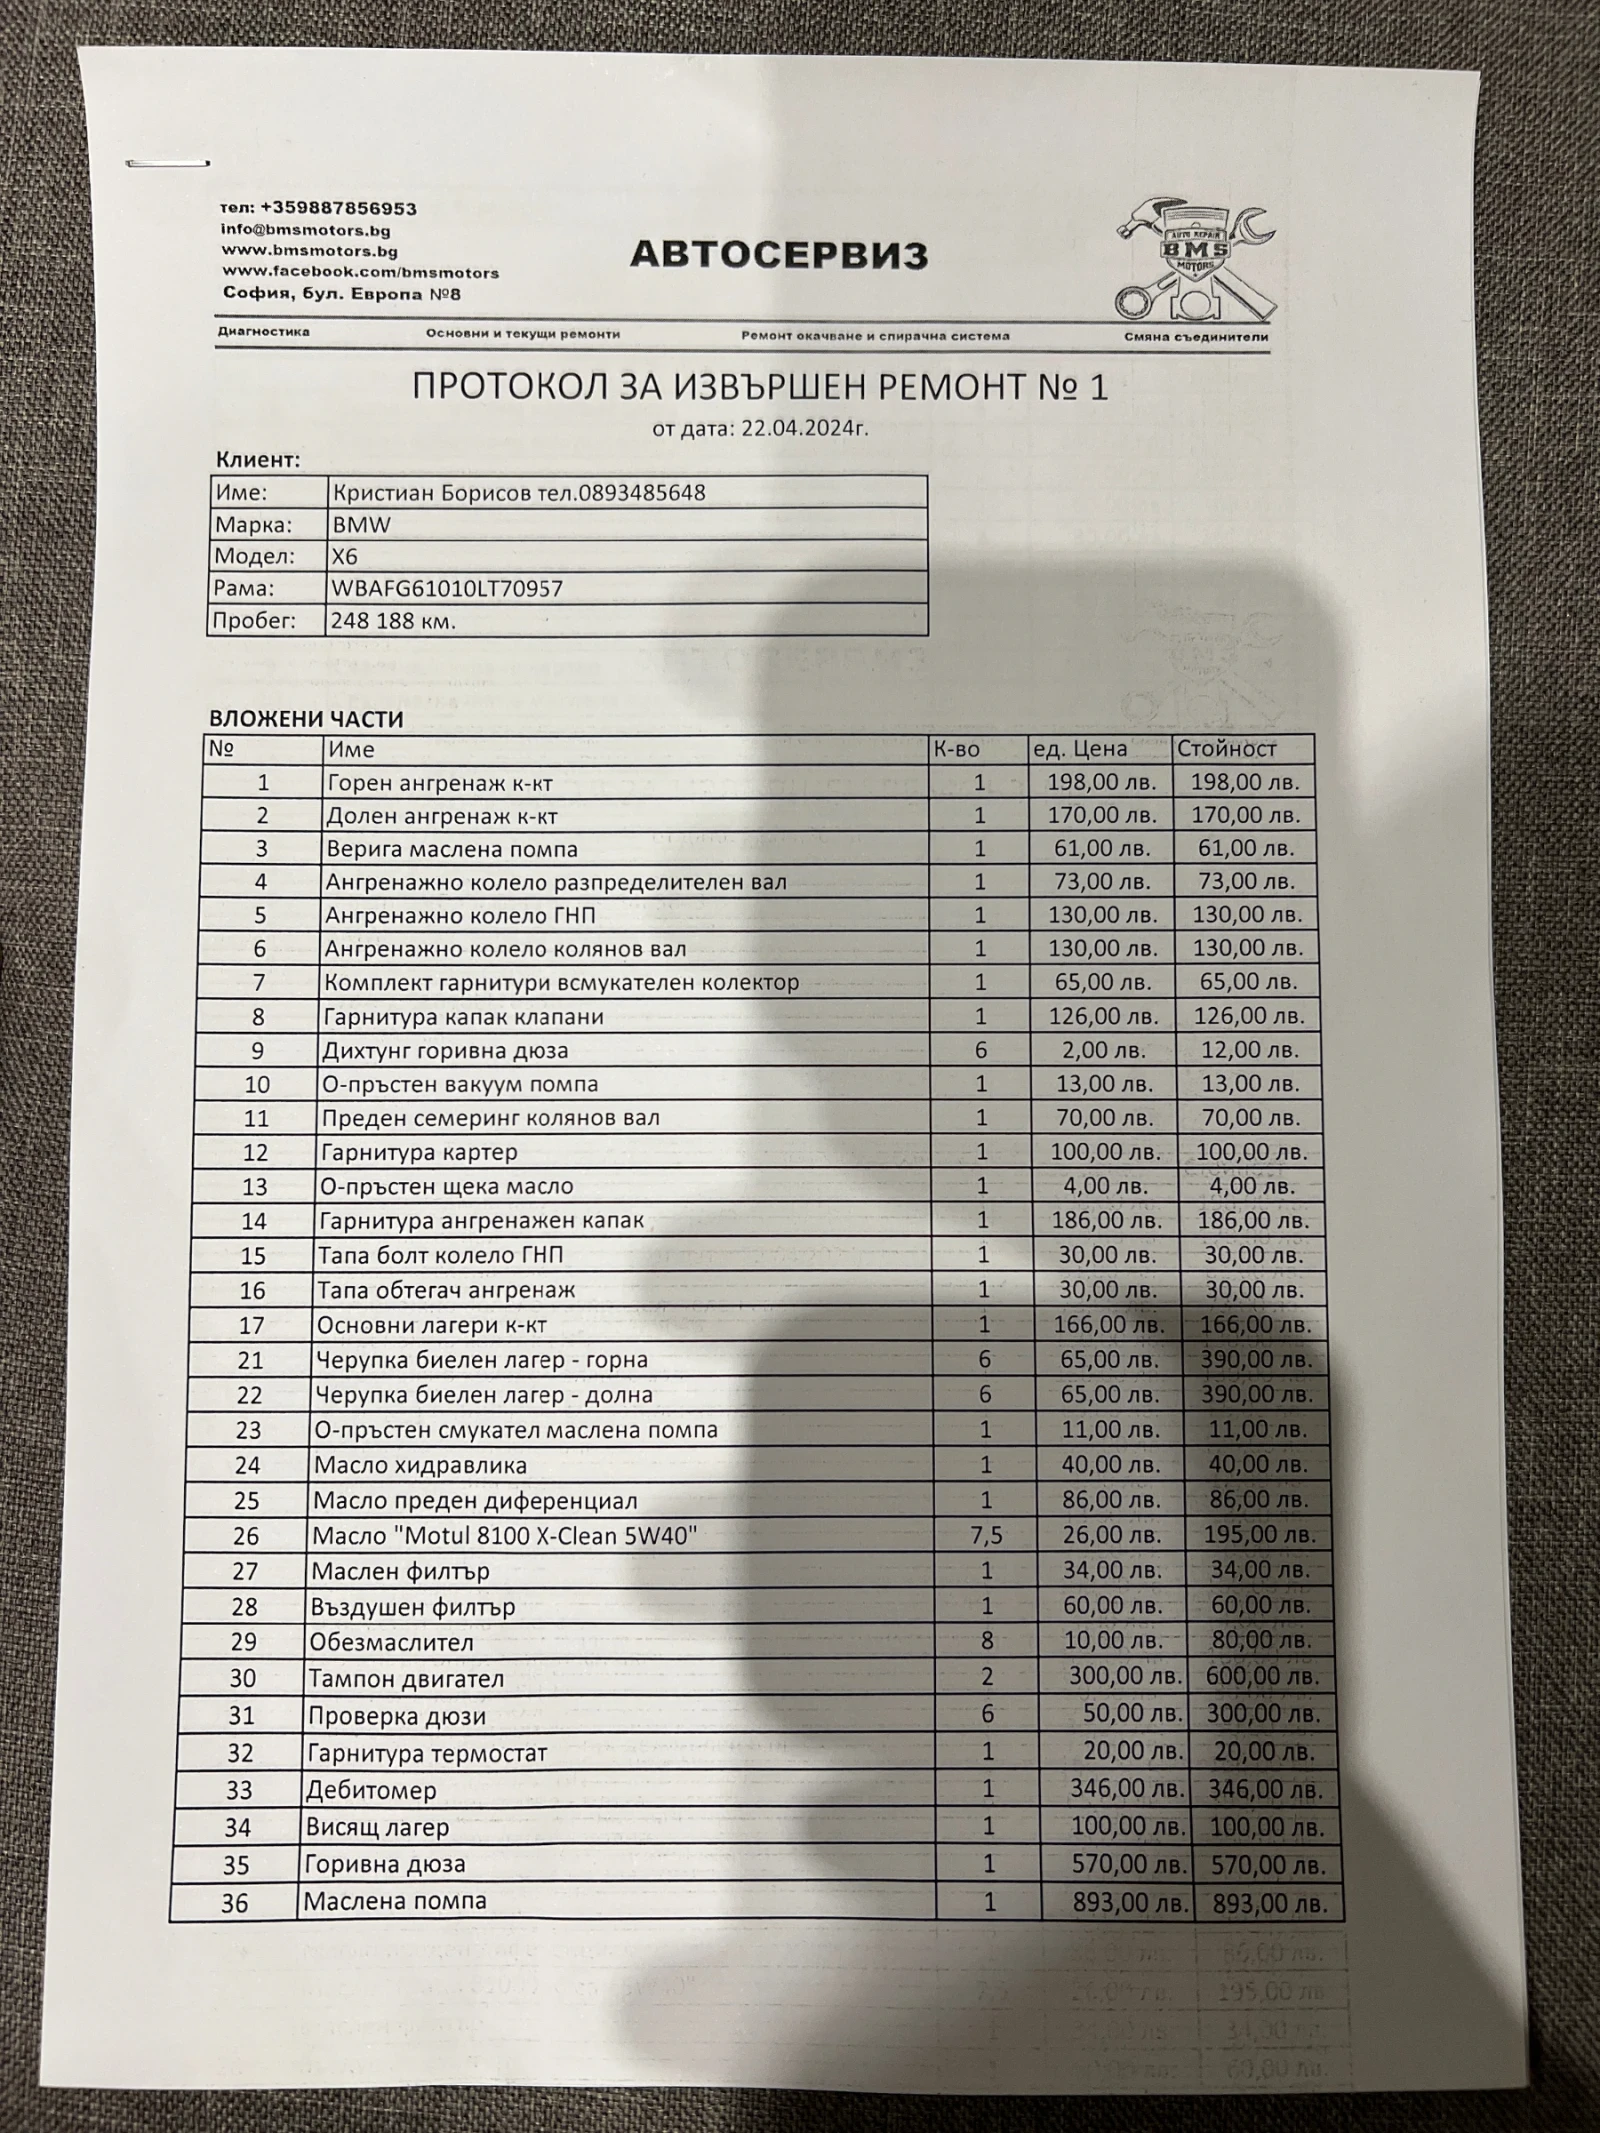 тел: +359887856953
info@bmsmotors.bg
www.bmsmotors.bg
www.facebook.com/bmsmotors
София, бул. Европа №8
АВТОСЕРВИЗ
AUTO REPAIR
BMS
MOTORS
Диагностика Основни и текущи ремонти Ремонт окачване и спирачна система Смяна съединители
ПРОТОКОЛ ЗА ИЗВЪРШЕН РЕМОНТ № 1
от дата: 22.04.2024г.
Клиент:
Име: Кристиан Борисов тел.0893485648
Марка: BMW
Модел: X6
Рама: WBAFG61010LT70957
Пробег: 248 188 км.
ВЛОЖЕНИ ЧАСТИ
№ Име К-во ед. Цена Стойност
1 Горен ангренаж к-кт 1 198,00 лв. 198,00 лв.
2 Долен ангренаж к-кт 1 170,00 лв. 170,00 лв.
3 Верига маслена помпа 1 61,00 лв. 61,00 лв.
4 Ангренажно колело разпределителен вал 1 73,00 лв. 73,00 лв.
5 Ангренажно колело ГНП 1 130,00 лв. 130,00 лв.
6 Ангренажно колело колянов вал 1 130,00 лв. 130,00 лв.
7 Комплект гарнитури всмукателен колектор 1 65,00 лв. 65,00 лв.
8 Гарнитура капак клапани 1 126,00 лв. 126,00 лв.
9 Дихтунг горивна дюза 6 2,00 лв. 12,00 лв.
10 О-пръстен вакуум помпа 1 13,00 лв. 13,00 лв.
11 Преден семеринг колянов вал 1 70,00 лв. 70,00 лв.
12 Гарнитура картер 1 100,00 лв. 100,00 лв.
13 О-пръстен щека масло 1 4,00 лв. 4,00 лв.
14 Гарнитура ангренажен капак 1 186,00 лв. 186,00 лв.
15 Тапа болт колело ГНП 1 30,00 лв. 30,00 лв.
16 Тапа обтегач ангренаж 1 30,00 лв. 30,00 лв.
17 Основни лагери к-кт 1 166,00 лв. 166,00 лв.
21 Черупка биелен лагер - горна 6 65,00 лв. 390,00 лв.
22 Черупка биелен лагер - долна 6 65,00 лв. 390,00 лв.
23 О-пръстен смукател маслена помпа 1 11,00 лв. 11,00 лв.
24 Масло хидравлика 1 40,00 лв. 40,00 лв.
25 Масло преден диференциал 1 86,00 лв. 86,00 лв.
26 Масло "Motul 8100 X-Clean 5W40" 7,5 26,00 лв. 195,00 лв.
27 Маслен филтър 1 34,00 лв. 34,00 лв.
28 Въздушен филтър 1 60,00 лв. 60,00 лв.
29 Обезмаслител 8 10,00 лв. 80,00 лв.
30 Тампон двигател 2 300,00 лв. 600,00 лв.
31 Проверка дюзи 6 50,00 лв. 300,00 лв.
32 Гарнитура термостат 1 20,00 лв. 20,00 лв.
33 Дебитомер 1 346,00 лв. 346,00 лв.
34 Висящ лагер 1 100,00 лв. 100,00 лв.
35 Горивна дюза 1 570,00 лв. 570,00 лв.
36 Маслена помпа 1 893,00 лв. 893,00 лв.